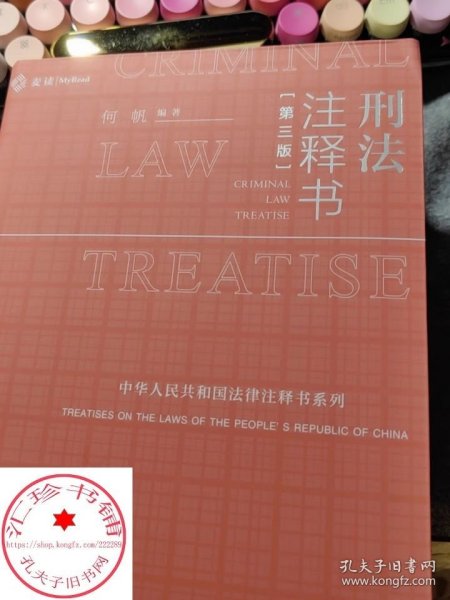 CRIMINAL
麦读 MyRead
何帆 编著
刑法
注释书
[第三版]
LAW
CRIMINAL
LAW
TREATISE
TREATISE
中华人民共和国法律注释书系列
TREATISES ON THE LAWS OF THE PEOPLE' S REPUBLIC OF CHINA
汇珍书铺
https://shop.kongfz.com/222289
孔夫子旧书网
孔夫子旧书网
www.kongfz.com